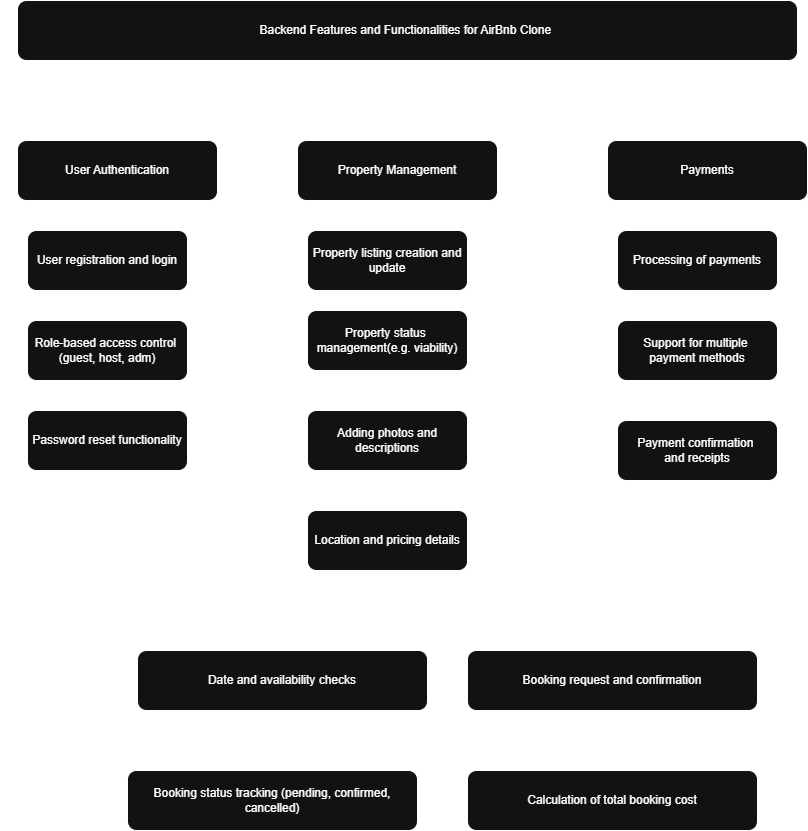 Backend Features and Functionalities for AirBnb Clone
User Authentication
Property Management
Payments
User registration and login
Property listing creation and
update
Processing of payments
Role-based access control
(guest, host, adm)
Property status
management(e.g. viability)
Support for multiple
payment methods
Password reset functionality
Adding photos and
descriptions
Payment confirmation
and receipts
Location and pricing details
Date and availability checks
Booking request and confirmation
Booking status tracking (pending, confirmed,
cancelled)
Calculation of total booking cost